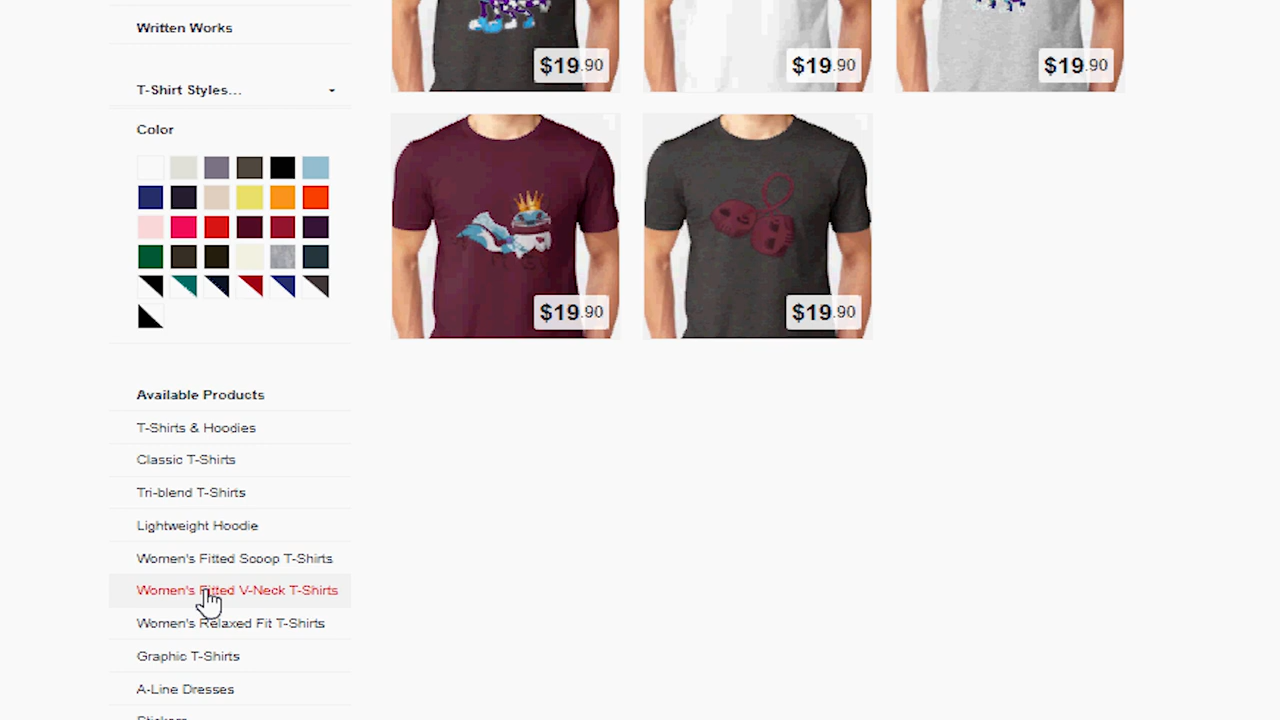 Written Works
T-Shirt Styles...
Color
$19.90
$19.90
$19.90
$19.90
$19.90
Available Products
T-Shirts & Hoodies
Classic T-Shirts
Tri-blend T-Shirts
Lightweight Hoodie
Women's Fitted Scoop T-Shirts
Women's Fitted V-Neck T-Shirts
Women's Relaxed Fit T-Shirts
Graphic T-Shirts
A-Line Dresses